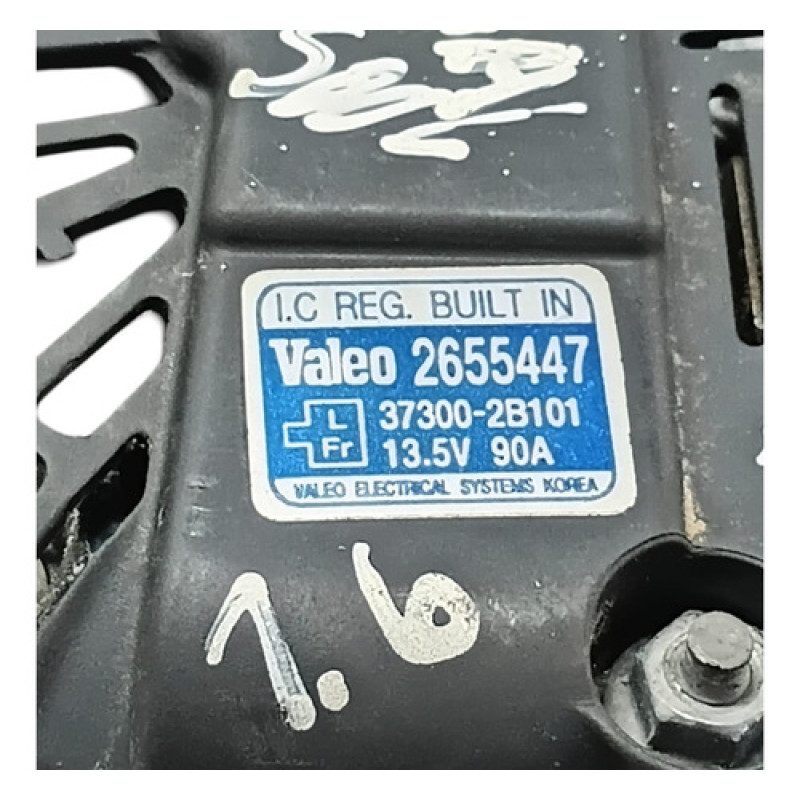 I.C REG. BUILT IN
Valeo 2655447
L 37300-2B101
Fr 13.5V 90A
VALEO ELECTRICAL SYSTEMS KOREA
1.6